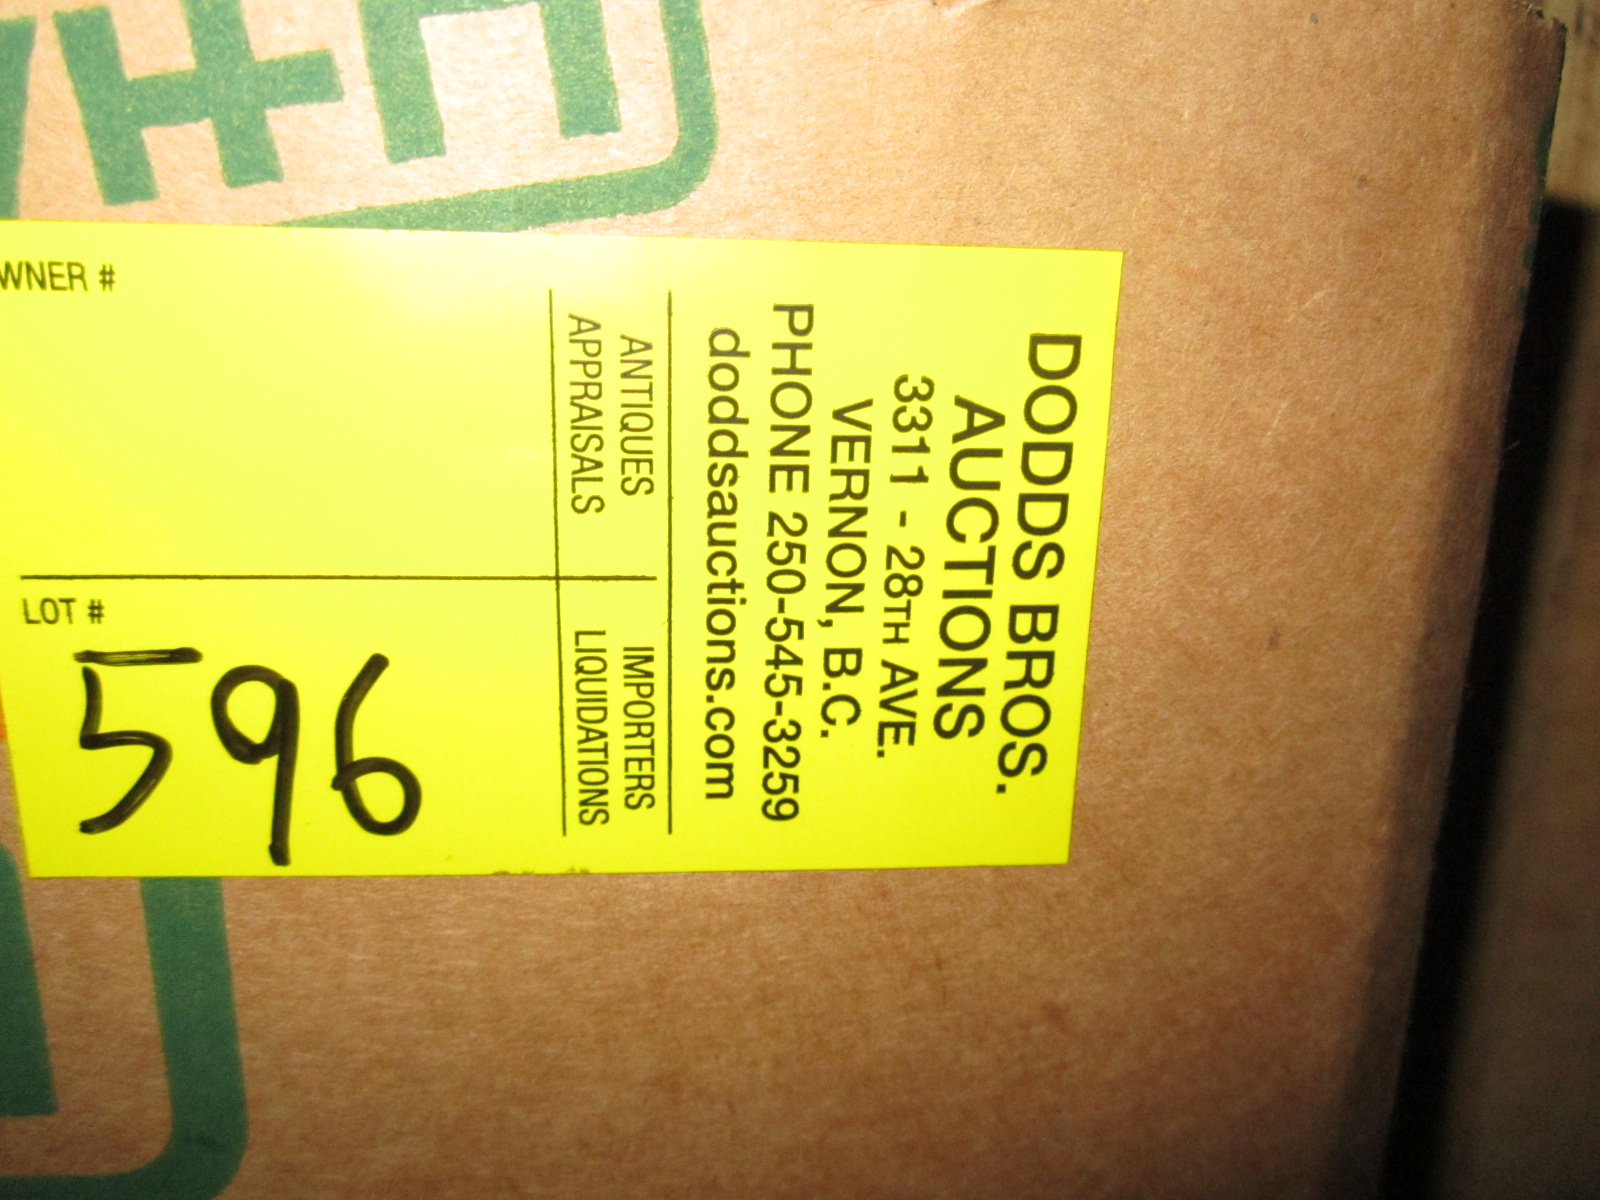 DODDS BROS.
AUCTIONS
3311 - 28TH AVE.
VERNON, B.C.
PHONE 250-545-3259
doddsauctions.com
ANTIQUES IMPORTERS
APPRAISALS LIQUIDATIONS
WNER #
LOT #
596